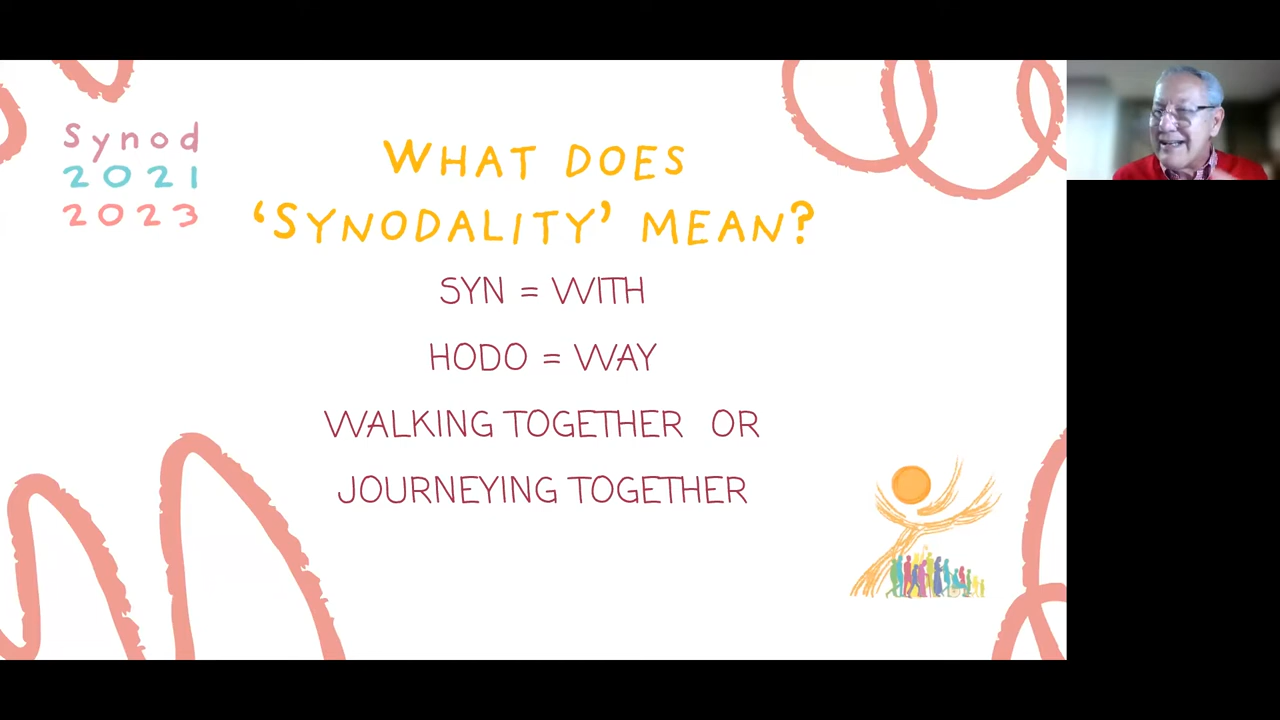 Synod
2021
2023
WHAT DOES
‘SYNODALITY’ MEAN?
SYN = WITH
HODO = WAY
WALKING TOGETHER OR
JOURNEYING TOGETHER